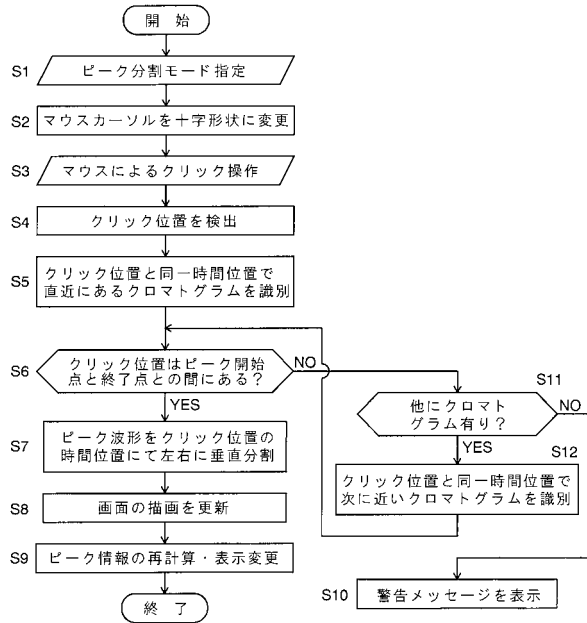 開始
S1
ピーク分割モード指定
S2
マウスカーソルを十字形状に変更
S3
マウスによるクリック操作
S4
クリック位置を検出
S5
クリック位置と同一時間位置で
直近にあるクロマトグラムを識別
S6
クリック位置はピーク開始
点と終了点との間にある?
NO
YES
S7
ピーク波形をクリック位置の
時間位置にて左右に垂直分割
S8
画面の描画を更新
S9
ピーク情報の再計算・表示変更
終了
S11
他にクロマト
グラム有り?
NO
YES
S12
クリック位置と同一時間位置で
次に近いクロマトグラムを識別
S10
警告メッセージを表示